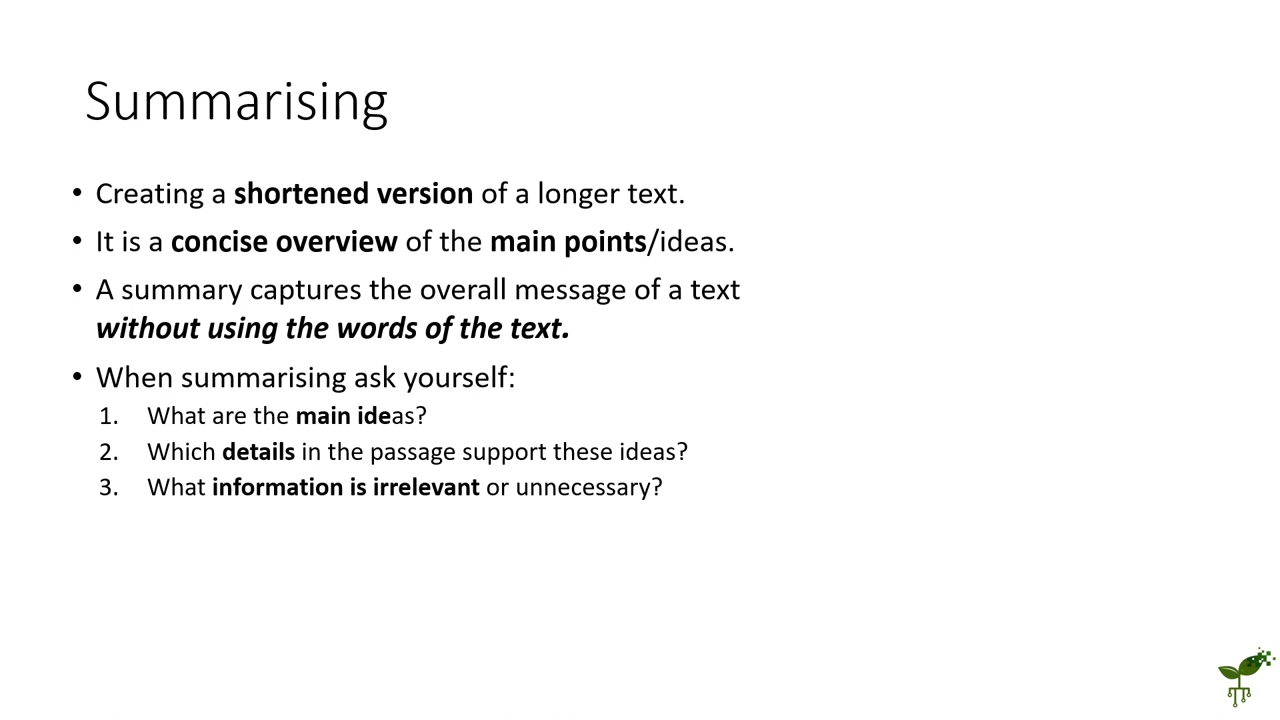 Summarising
• Creating a shortened version of a longer text.
• It is a concise overview of the main points/ideas.
• A summary captures the overall message of a text
without using the words of the text.
• When summarising ask yourself:
1. What are the main ideas?
2. Which details in the passage support these ideas?
3. What information is irrelevant or unnecessary?